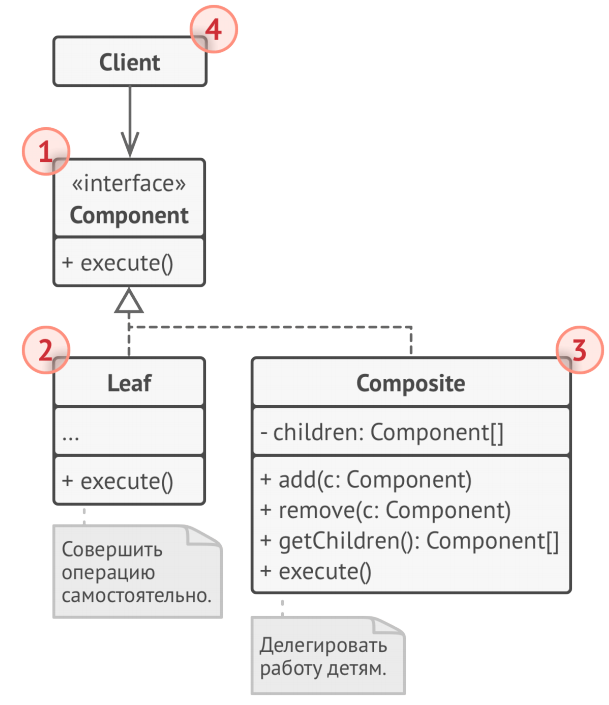 4
Client
1
«interface»
Component
+ execute()
2
Leaf
...
+ execute()
Совершить
операцию
самостоятельно.
3
Composite
- children: Component[]
+ add(c: Component)
+ remove(c: Component)
+ getChildren(): Component[]
+ execute()
Делегировать
работу детям.